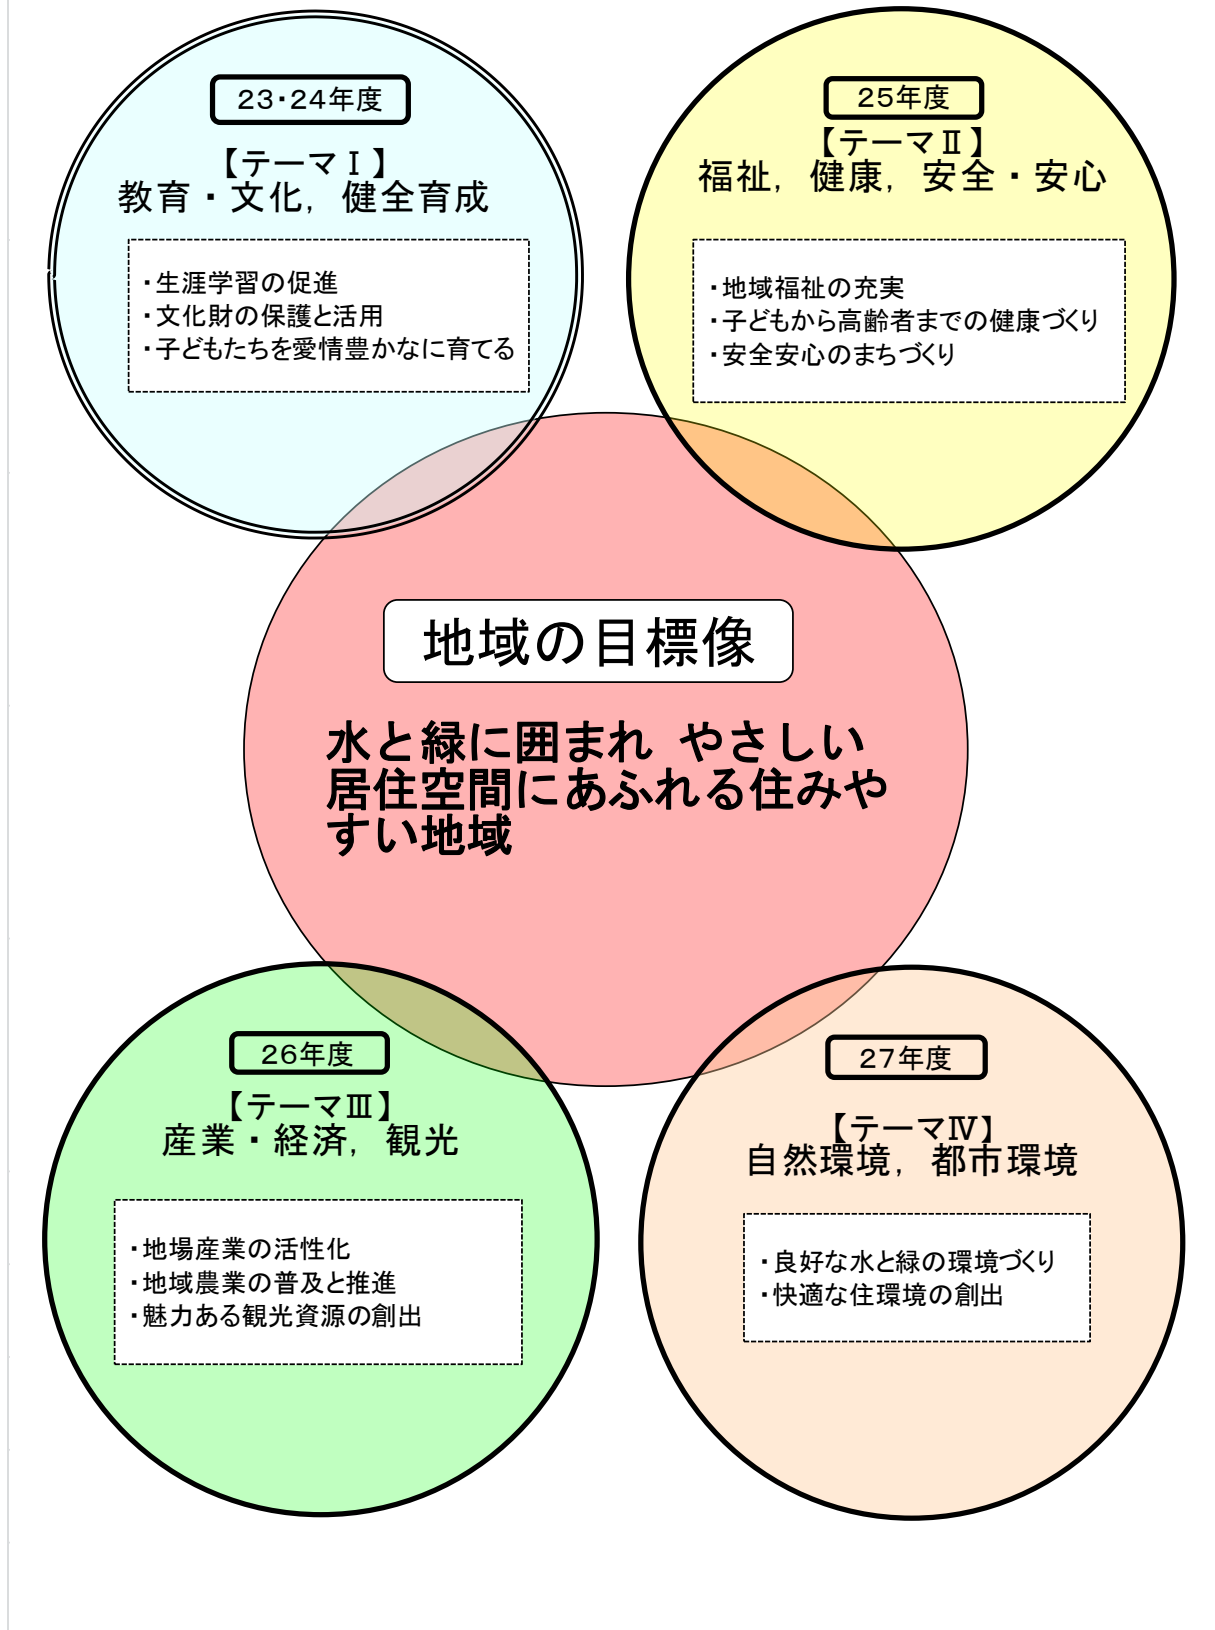 23・24年度
【テーマⅠ】
教育・文化，健全育成
・生涯学習の促進
・文化財の保護と活用
・子どもたちを愛情豊かなに育てる
25年度
【テーマⅡ】
福祉，健康，安全・安心
・地域福祉の充実
・子どもから高齢者までの健康づくり
・安全安心のまちづくり
地域の目標像
水と緑に囲まれ やさしい
居住空間にあふれる住みや
すい地域
26年度
【テーマⅢ】
産業・経済，観光
・地場産業の活性化
・地域農業の普及と推進
・魅力ある観光資源の創出
27年度
【テーマⅣ】
自然環境，都市環境
・良好な水と緑の環境づくり
・快適な住環境の創出